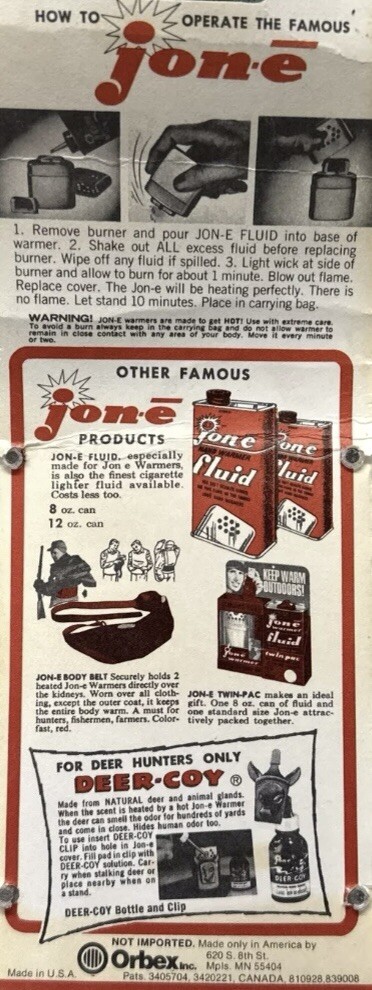 HOW TO OPERATE THE FAMOUS
jon-ē
1. Remove burner and pour JON-E FLUID into base of
warmer. 2. Shake out ALL excess fluid before replacing
burner. Wipe off any fluid if spilled. 3. Light wick at side of
burner and allow to burn for about 1 minute. Blow out flame.
Replace cover. The Jon-e will be heating perfectly. There is
no flame. Let stand 10 minutes. Place in carrying bag.
WARNING! JON-E warmers are made to get HOT! Use with extreme care.
To avoid a burn always keep in the carrying bag and do not allow warmer to
remain in close contact with any area of your body. Move it every minute
or two.
OTHER FAMOUS
jon-ē
PRODUCTS
JON-E FLUID, especially
made for Jon e Warmers,
is also the finest cigarette
lighter fluid available.
Costs less too.
8 oz. can
12 oz. can
jon e
HAND WARMER
fluid
jon e
fluid
KEEP WARM
OUTDOORS!
jon e
warmer
fluid
jon e
warmer
twin pac
JON-E BODY BELT Securely holds 2
heated Jon-e Warmers directly over
the kidneys. Worn over all cloth-
ing, except the outer coat, it keeps
the entire body warm. A must for
hunters, fishermen, farmers. Color-
fast, red.
JON-E TWIN-PAC makes an ideal
gift. One 8 oz. can of fluid and
one standard size Jon-e attrac-
tively packed together.
FOR DEER HUNTERS ONLY
DEER-COY ®
Made from NATURAL deer and animal glands.
When the scent is heated by a hot Jon-e Warmer
the deer can smell the odor for hundreds of yards
and come in close. Hides human odor too.
To use insert DEER-COY
CLIP into hole in Jon-e
cover. Fill pad in clip with
DEER-COY solution. Car-
ry when stalking deer or
place nearby when on
a stand.
DEER-COY
DEER-COY Bottle and Clip
NOT IMPORTED. Made only in America by
Orbex, Inc. 620 S. 8th St.
Mpls. MN 55404
Made in U.S.A. Pats. 3405704, 3420221, CANADA, 810928,839008